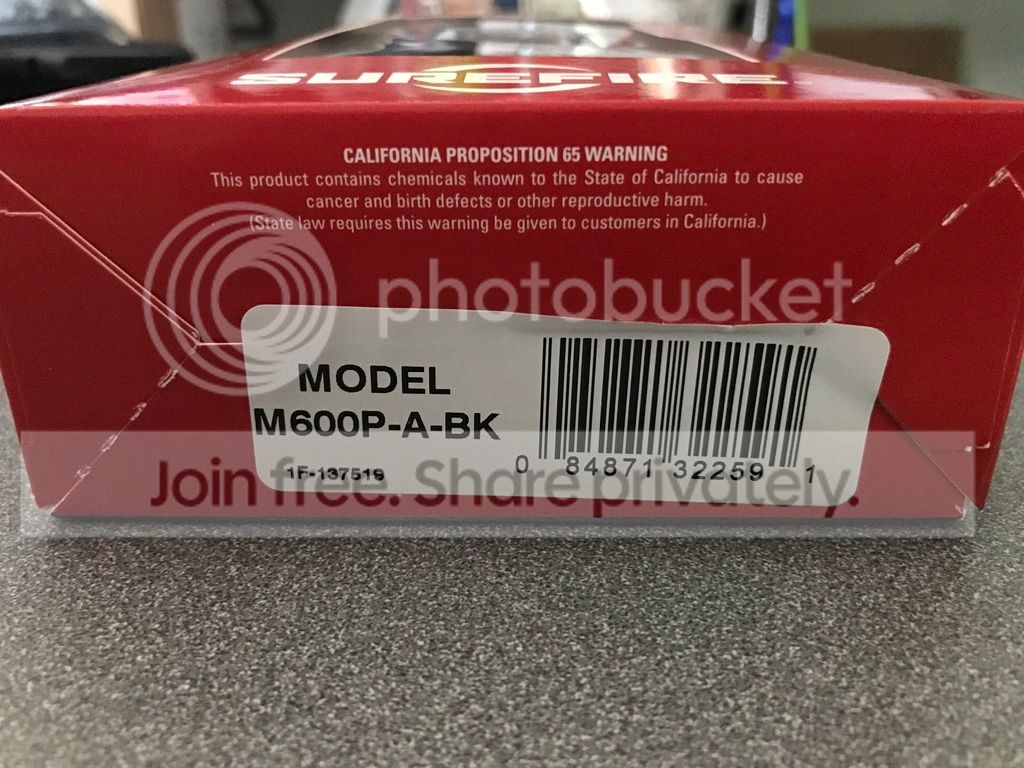 SUREFIRE
CALIFORNIA PROPOSITION 65 WARNING
This product contains chemicals known to the State of California to cause
cancer and birth defects or other reproductive harm.
(State law requires this warning be given to customers in California.)
photobucket
MODEL
M600P-A-BK
1F-137519
0 84871 32259 1
Join free. Share privately.